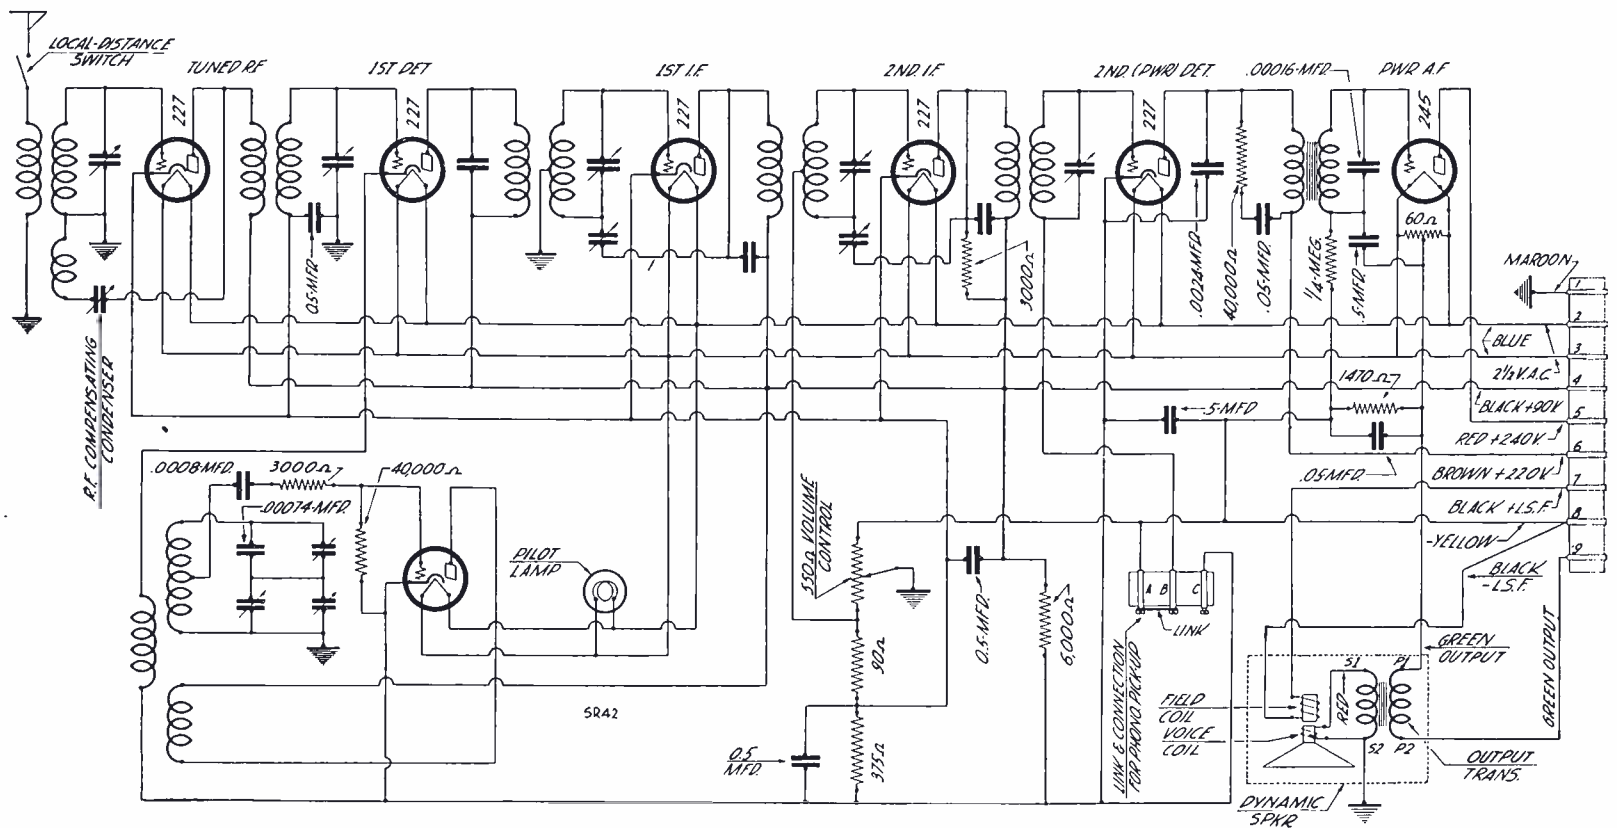 LOCAL-DISTANCE
SWITCH
TUNED RF
1ST DET
1ST I.F
2ND. I.F
2ND. (PWR) DET.
.00016-MFD.
PWR A.F
227
227
227
227
227
245
.05-MFD.
3000Ω
.0024-MFD
40,000Ω
.05-MFD.
1/4-MEG.
60Ω
.5-MFD.
MAROON
1
2
BLUE
3
2½V.A.C.
4
1470Ω
BLACK+90V
5
RED +240V.
6
.05-MFD.
BROWN +220V
7
BLACK +L.S.F
8
-YELLOW
9
BLACK
-L.S.F.
R.F. COMPENSATING
CONDENSER
.0008-MFD.
3000Ω
40,000Ω
.00074-MFD.
PILOT
LAMP
550Ω VOLUME
CONTROL
.5-MFD
0.5-MFD.
6,000Ω
A B C
LINK
LINK & CONNECTION
FOR PHONO. PICK-UP
90Ω
375Ω
SR42
0.5
MFD.
GREEN
OUTPUT
GREEN OUTPUT
S1 P1
RED
S2 P2
FIELD
COIL
VOICE
COIL
OUTPUT
TRANS.
DYNAMIC
SPKR